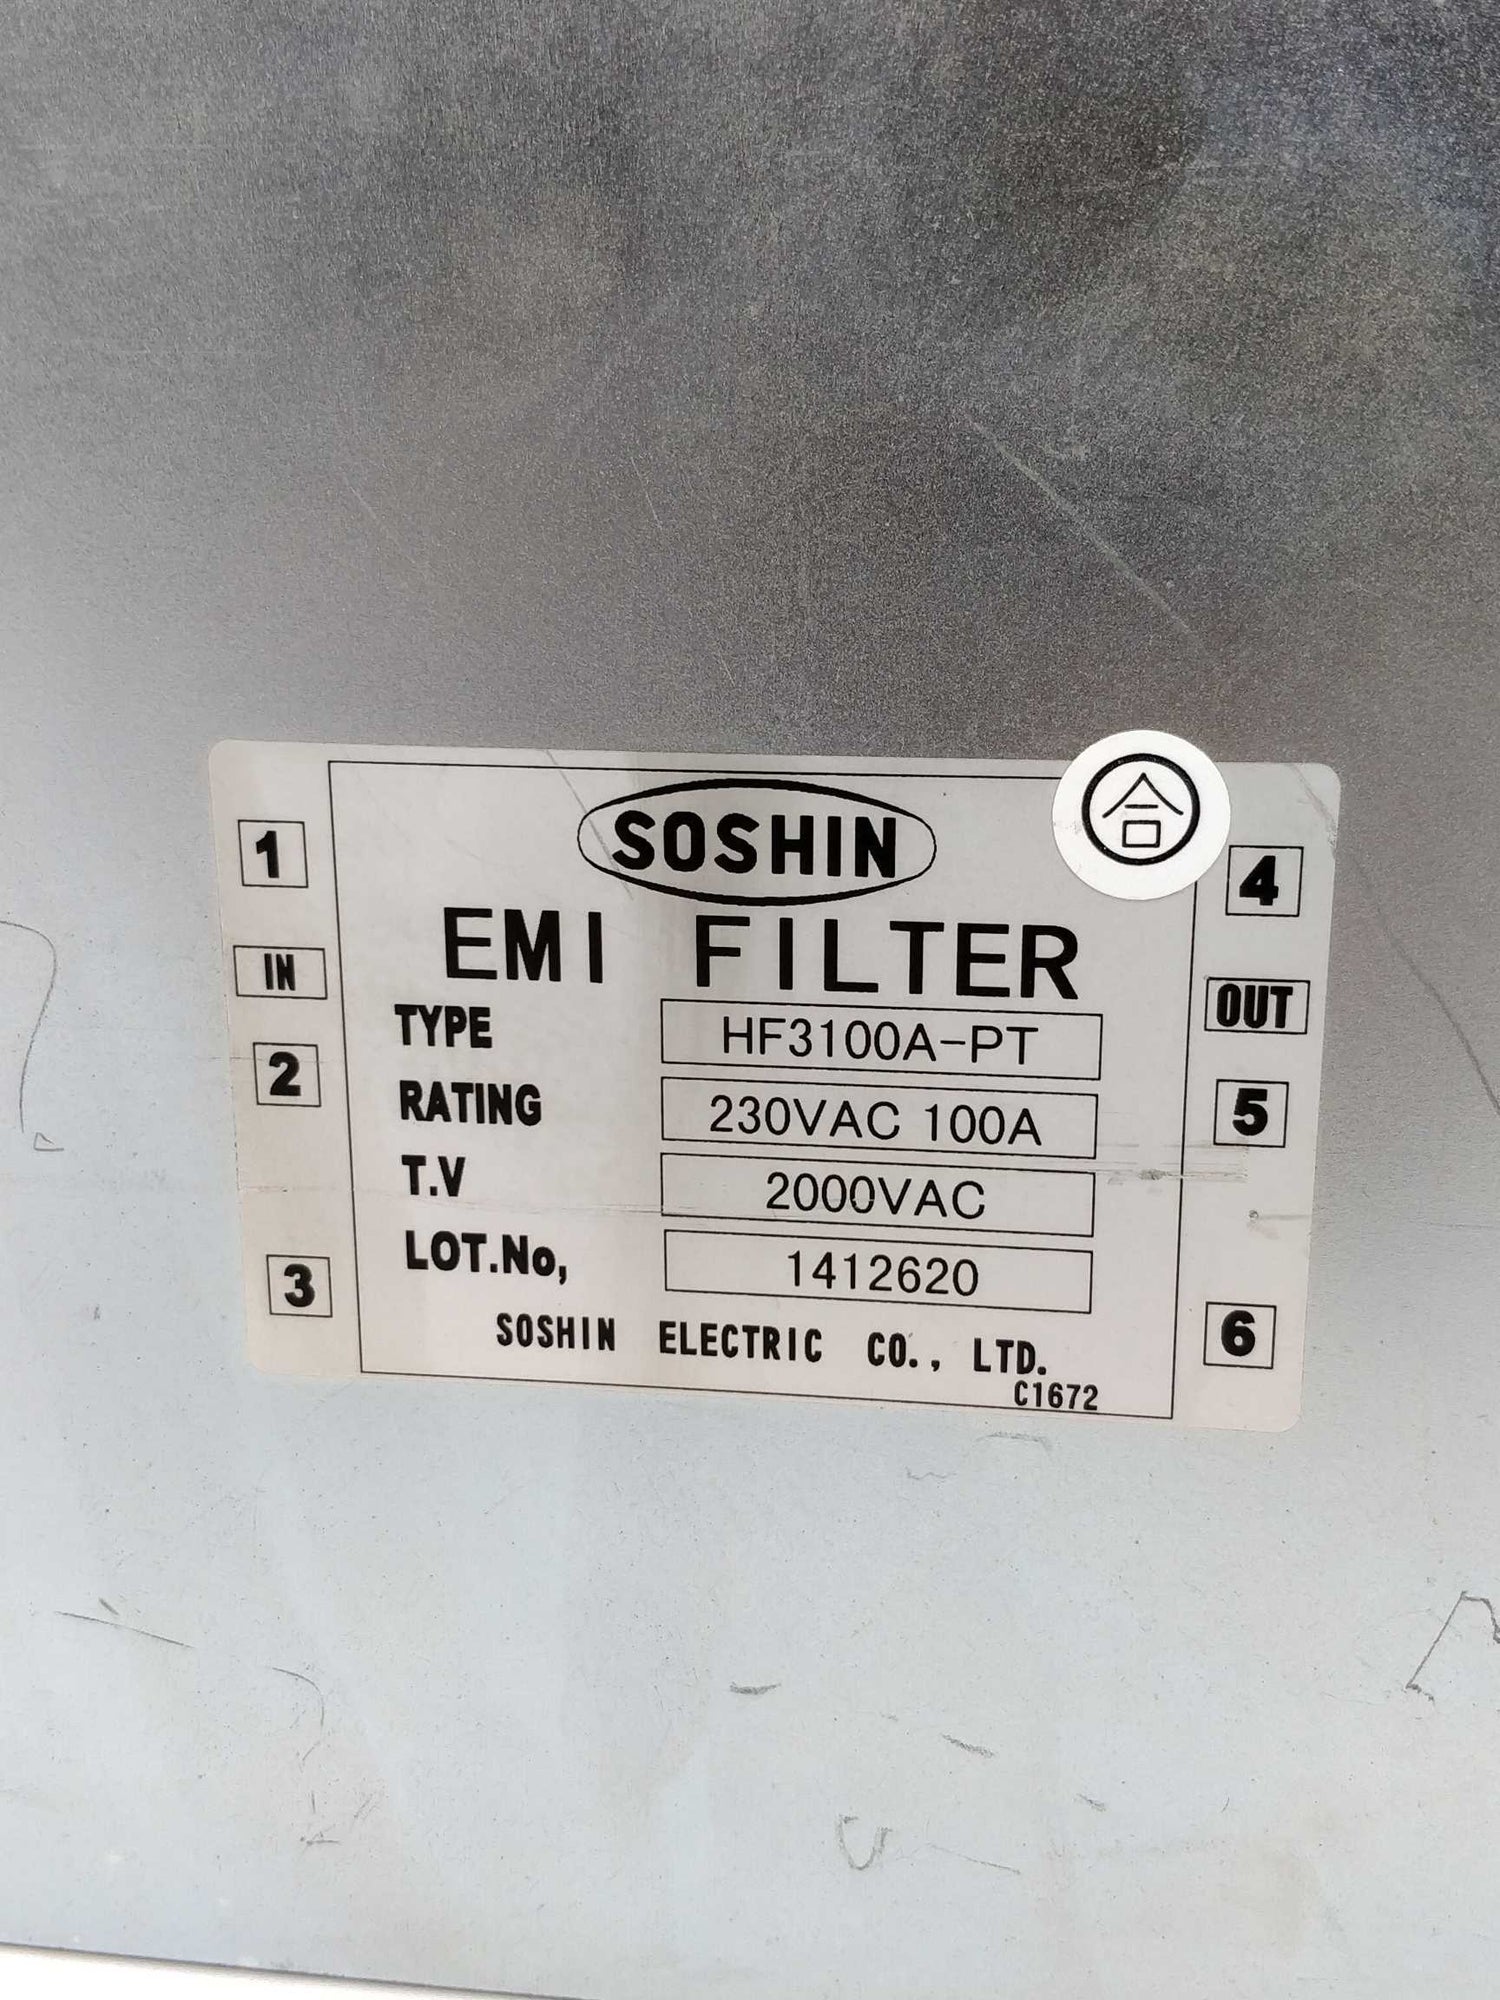 SOSHIN
合
1
4
EMI FILTER
IN
OUT
TYPE HF3100A-PT
2
5
RATING 230VAC 100A
T.V 2000VAC
LOT.No, 1412620
3
6
SOSHIN ELECTRIC CO., LTD.
C1672